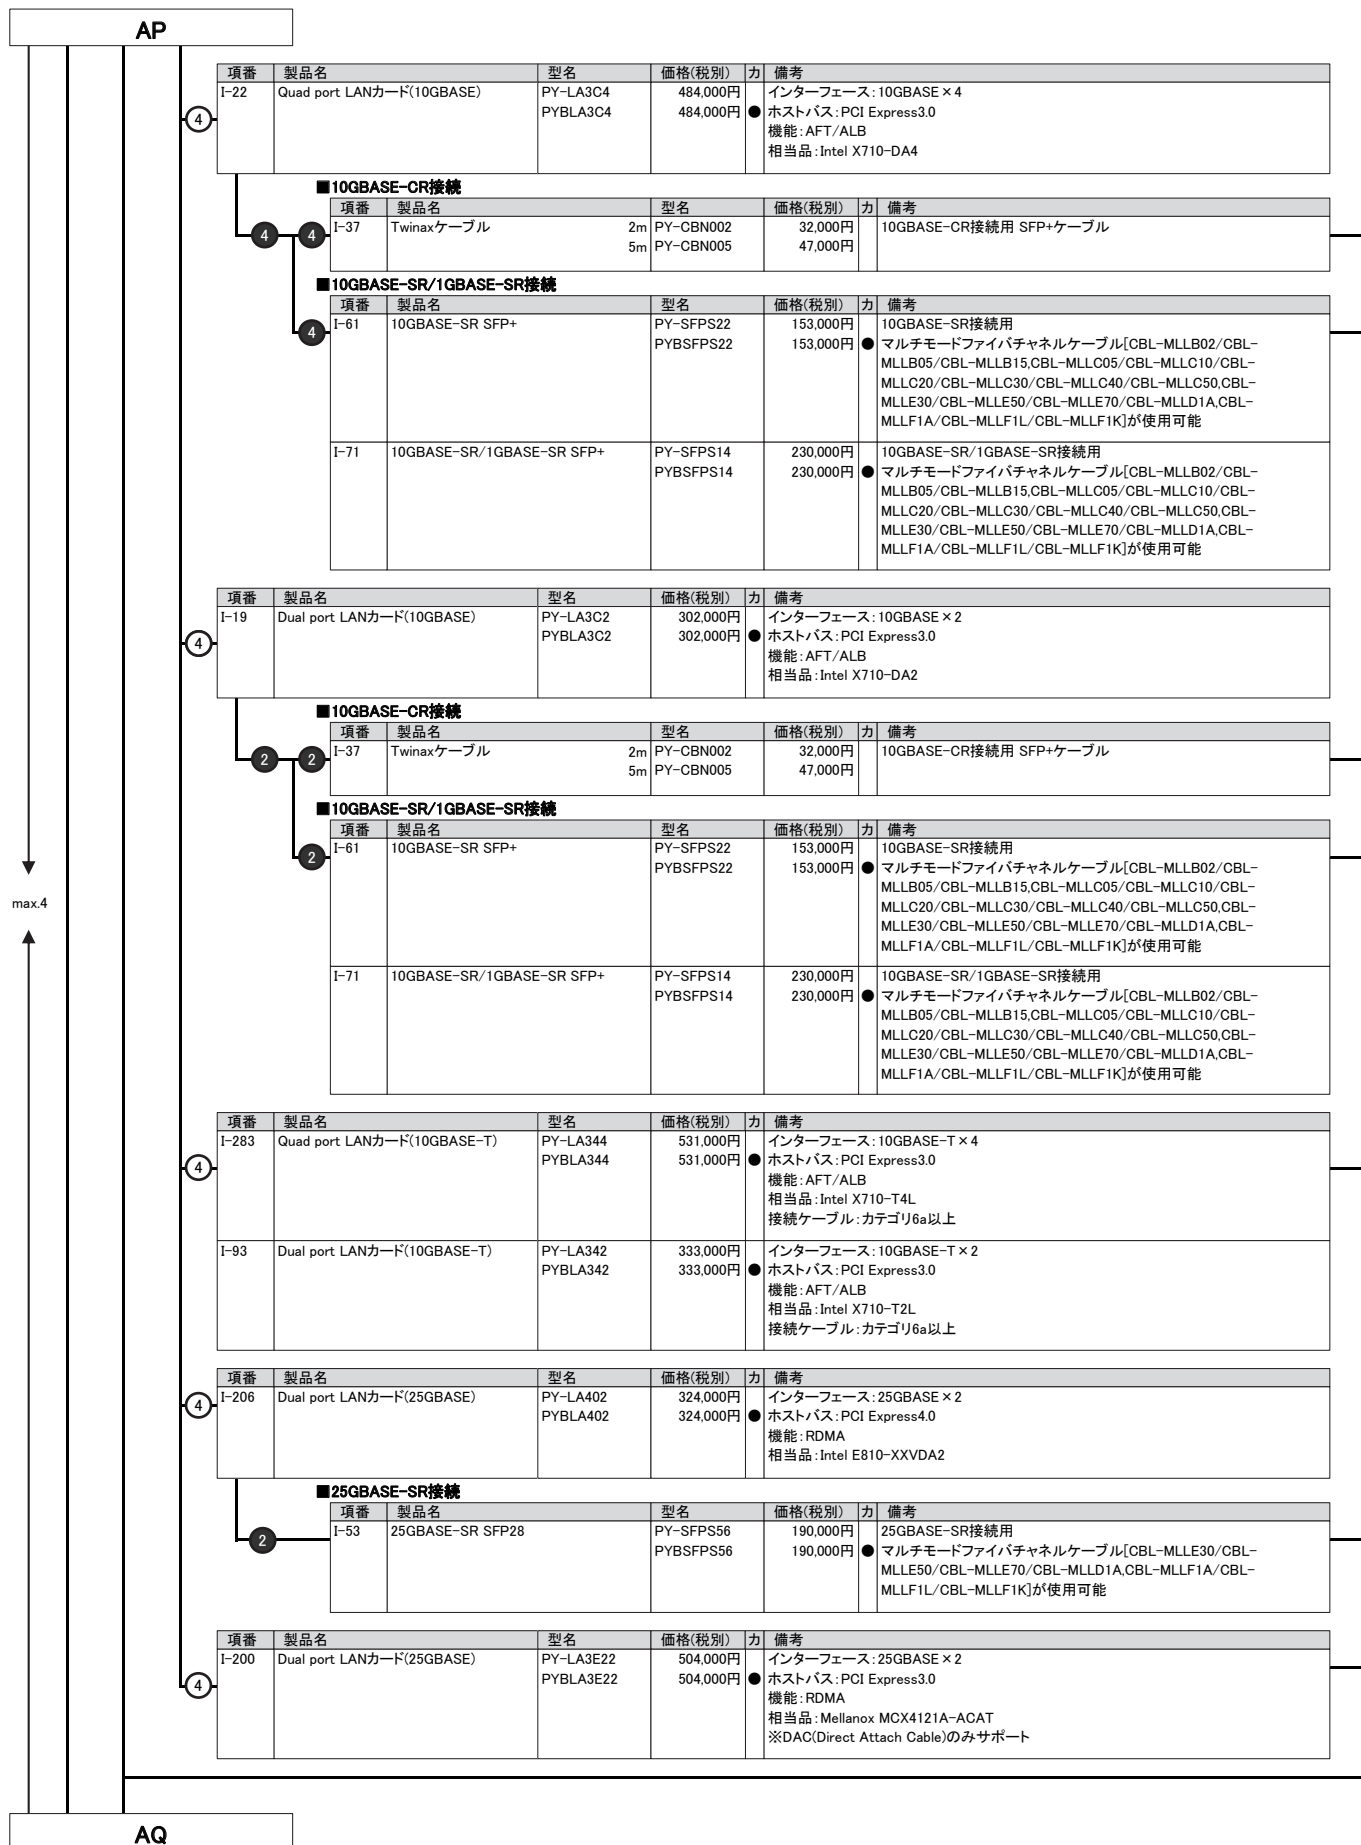 AP
項番 製品名 型名 価格(税別) カ 備考
I-22 Quad port LANカード(10GBASE) PY-LA3C4 484,000円 インターフェース:10GBASE×4
④ PYBLA3C4 484,000円 ● ホストバス:PCI Express3.0
機能:AFT/ALB
相当品:Intel X710-DA4
■10GBASE-CR接続
項番 製品名 型名 価格(税別) カ 備考
4 4 I-37 Twinaxケーブル 2m PY-CBN002 32,000円 10GBASE-CR接続用 SFP+ケーブル
5m PY-CBN005 47,000円
■10GBASE-SR/1GBASE-SR接続
項番 製品名 型名 価格(税別) カ 備考
4 I-61 10GBASE-SR SFP+ PY-SFPS22 153,000円 10GBASE-SR接続用
PYBSFPS22 153,000円 ● マルチモードファイバチャネルケーブル[CBL-MLLB02/CBL-
MLLB05/CBL-MLLB15,CBL-MLLC05/CBL-MLLC10/CBL-
MLLC20/CBL-MLLC30/CBL-MLLC40/CBL-MLLC50,CBL-
MLLE30/CBL-MLLE50/CBL-MLLE70/CBL-MLLD1A,CBL-
MLLF1A/CBL-MLLF1L/CBL-MLLF1K]が使用可能
I-71 10GBASE-SR/1GBASE-SR SFP+ PY-SFPS14 230,000円 10GBASE-SR/1GBASE-SR接続用
PYBSFPS14 230,000円 ● マルチモードファイバチャネルケーブル[CBL-MLLB02/CBL-
MLLB05/CBL-MLLB15,CBL-MLLC05/CBL-MLLC10/CBL-
MLLC20/CBL-MLLC30/CBL-MLLC40/CBL-MLLC50,CBL-
MLLE30/CBL-MLLE50/CBL-MLLE70/CBL-MLLD1A,CBL-
MLLF1A/CBL-MLLF1L/CBL-MLLF1K]が使用可能
項番 製品名 型名 価格(税別) カ 備考
I-19 Dual port LANカード(10GBASE) PY-LA3C2 302,000円 インターフェース:10GBASE×2
④ PYBLA3C2 302,000円 ● ホストバス:PCI Express3.0
機能:AFT/ALB
相当品:Intel X710-DA2
■10GBASE-CR接続
項番 製品名 型名 価格(税別) カ 備考
2 2 I-37 Twinaxケーブル 2m PY-CBN002 32,000円 10GBASE-CR接続用 SFP+ケーブル
5m PY-CBN005 47,000円
■10GBASE-SR/1GBASE-SR接続
項番 製品名 型名 価格(税別) カ 備考
2 I-61 10GBASE-SR SFP+ PY-SFPS22 153,000円 10GBASE-SR接続用
PYBSFPS22 153,000円 ● マルチモードファイバチャネルケーブル[CBL-MLLB02/CBL-
MLLB05/CBL-MLLB15,CBL-MLLC05/CBL-MLLC10/CBL-
max.4 MLLC20/CBL-MLLC30/CBL-MLLC40/CBL-MLLC50,CBL-
MLLE30/CBL-MLLE50/CBL-MLLE70/CBL-MLLD1A,CBL-
MLLF1A/CBL-MLLF1L/CBL-MLLF1K]が使用可能
I-71 10GBASE-SR/1GBASE-SR SFP+ PY-SFPS14 230,000円 10GBASE-SR/1GBASE-SR接続用
PYBSFPS14 230,000円 ● マルチモードファイバチャネルケーブル[CBL-MLLB02/CBL-
MLLB05/CBL-MLLB15,CBL-MLLC05/CBL-MLLC10/CBL-
MLLC20/CBL-MLLC30/CBL-MLLC40/CBL-MLLC50,CBL-
MLLE30/CBL-MLLE50/CBL-MLLE70/CBL-MLLD1A,CBL-
MLLF1A/CBL-MLLF1L/CBL-MLLF1K]が使用可能
項番 製品名 型名 価格(税別) カ 備考
I-283 Quad port LANカード(10GBASE-T) PY-LA344 531,000円 インターフェース:10GBASE-T×4
④ PYBLA344 531,000円 ● ホストバス:PCI Express3.0
機能:AFT/ALB
相当品:Intel X710-T4L
接続ケーブル:カテゴリ6a以上
I-93 Dual port LANカード(10GBASE-T) PY-LA342 333,000円 インターフェース:10GBASE-T×2
PYBLA342 333,000円 ● ホストバス:PCI Express3.0
機能:AFT/ALB
相当品:Intel X710-T2L
接続ケーブル:カテゴリ6a以上
項番 製品名 型名 価格(税別) カ 備考
④ I-206 Dual port LANカード(25GBASE) PY-LA402 324,000円 インターフェース:25GBASE×2
PYBLA402 324,000円 ● ホストバス:PCI Express4.0
機能:RDMA
相当品:Intel E810-XXVDA2
■25GBASE-SR接続
項番 製品名 型名 価格(税別) カ 備考
2 I-53 25GBASE-SR SFP28 PY-SFPS56 190,000円 25GBASE-SR接続用
PYBSFPS56 190,000円 ● マルチモードファイバチャネルケーブル[CBL-MLLE30/CBL-
MLLE50/CBL-MLLE70/CBL-MLLD1A,CBL-MLLF1A/CBL-
MLLF1L/CBL-MLLF1K]が使用可能
項番 製品名 型名 価格(税別) カ 備考
I-200 Dual port LANカード(25GBASE) PY-LA3E22 504,000円 インターフェース:25GBASE×2
④ PYBLA3E22 504,000円 ● ホストバス:PCI Express3.0
機能:RDMA
相当品:Mellanox MCX4121A-ACAT
※DAC(Direct Attach Cable)のみサポート
AQ